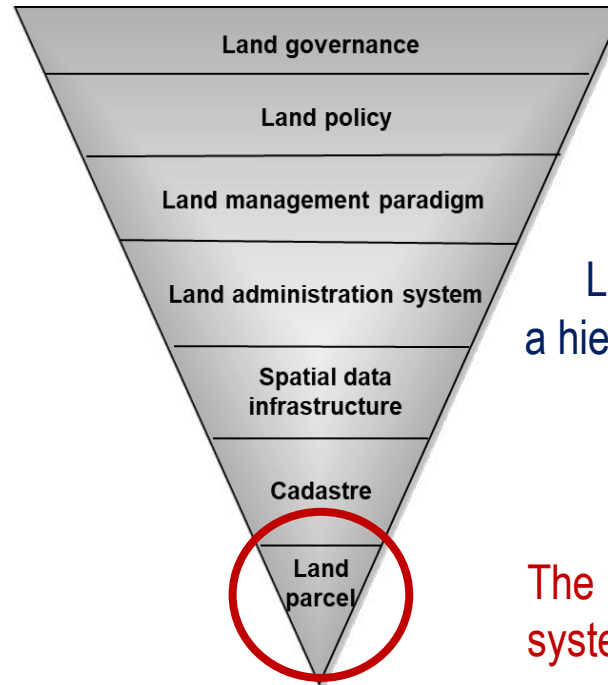 Land governance
Land policy
Land management paradigm
Land administration system
Spatial data
infrastructure
Cadastre
Land
parcel
L
a hie
The
syste